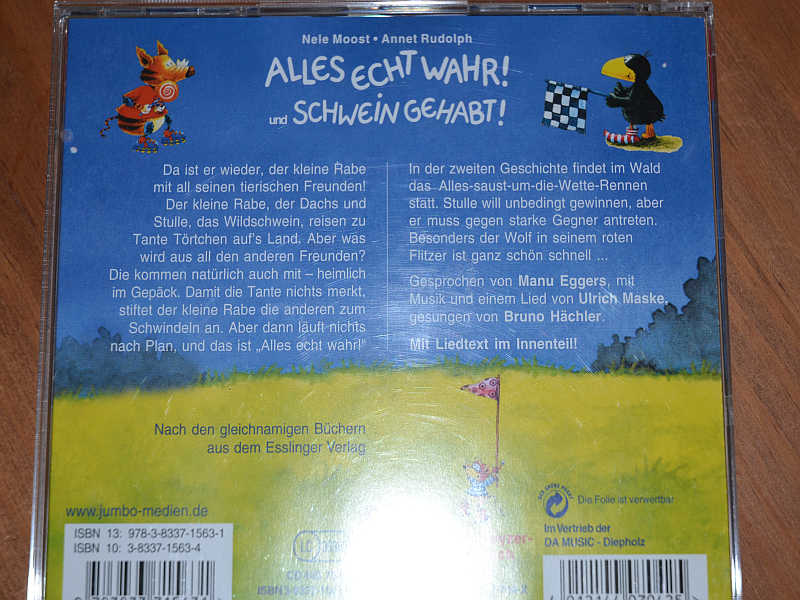 Nele Moost • Annet Rudolph
ALLES ECHT WAHR!
und SCHWEIN GEHABT!
Da ist er wieder, der kleine Rabe
mit all seinen tierischen Freunden!
Der kleine Rabe, der Dachs und
Stulle, das Wildschwein, reisen zu
Tante Törtchen auf's Land. Aber was
wird aus all den anderen Freunden?
Die kommen natürlich auch mit – heimlich
im Gepäck. Damit die Tante nichts merkt,
stiftet der kleine Rabe die anderen zum
Schwindeln an. Aber dann läuft nichts
nach Plan, und das ist „Alles echt wahr!"
In der zweiten Geschichte findet im Wald
das Alles-saust-um-die-Wette-Rennen
statt. Stulle will unbedingt gewinnen, aber
er muss gegen starke Gegner antreten.
Besonders der Wolf in seinem roten
Flitzer ist ganz schön schnell ...
Gesprochen von Manu Eggers, mit
Musik und einem Lied von Ulrich Maske,
gesungen von Bruno Hächler.
Mit Liedtext im Innenteil!
Nach den gleichnamigen Büchern
aus dem Esslinger Verlag
www.jumbo-medien.de
ISBN 13: 978-3-8337-1563-1
ISBN 10: 3-8337-1563-4
DER GRÜNE PUNKT
Die Folie ist verwertbar
Im Vertrieb der
DA MUSIC - Diepholz
LC